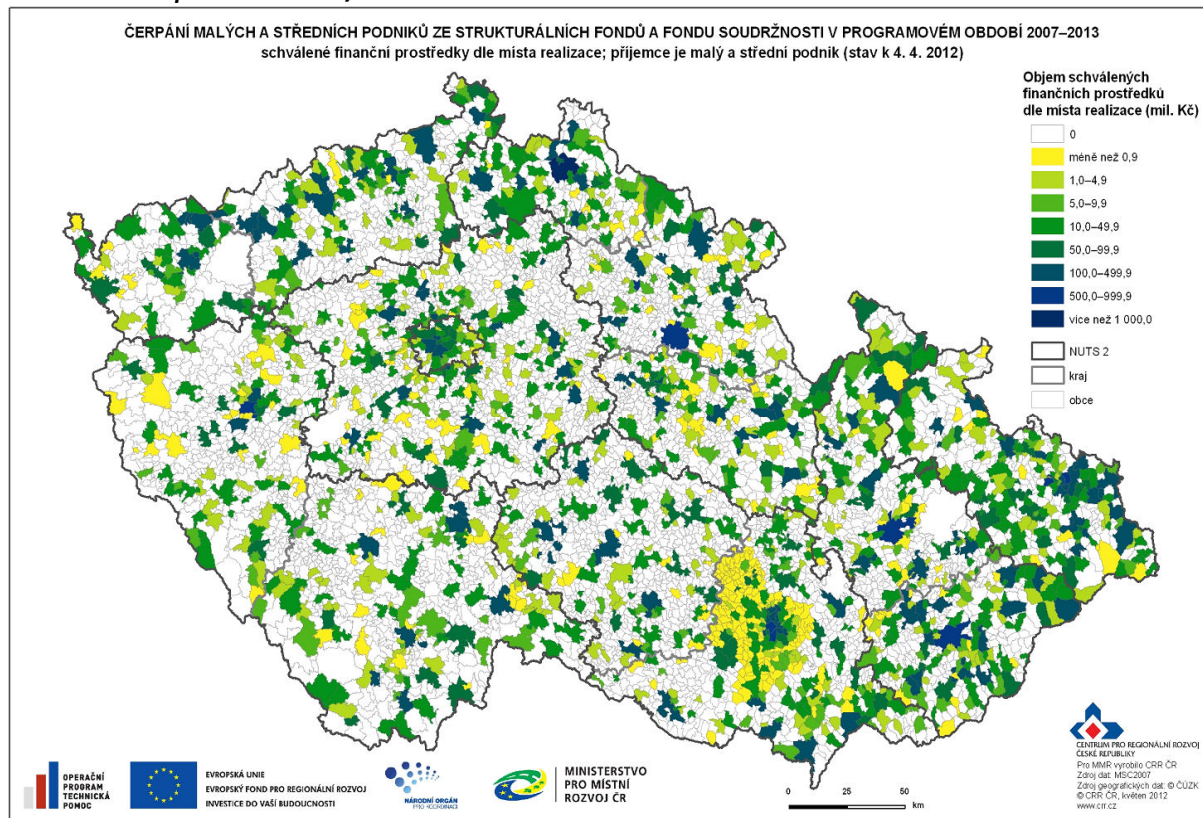 ČERPÁNÍ MALÝCH A STŘEDNÍCH PODNIKŮ ZE STRUKTURÁLNÍCH FONDŮ A FONDU SOUDRŽNOSTI V PROGRAMOVÉM OBDOBÍ 2007–2013
schválené finanční prostředky dle místa realizace; příjemce je malý a střední podnik (stav k 4. 4. 2012)
Objem schválených
finančních prostředků
dle místa realizace (mil. Kč)
0
méně než 0,9
1,0–4,9
5,0–9,9
10,0–49,9
50,0–99,9
100,0–499,9
500,0–999,9
více než 1 000,0
NUTS 2
kraj
obce
OPERAČNÍ
PROGRAM
TECHNICKÁ
POMOC
EVROPSKÁ UNIE
EVROPSKÝ FOND PRO REGIONÁLNÍ ROZVOJ
INVESTICE DO VAŠÍ BUDOUCNOSTI
NÁRODNÍ ORGÁN
PRO KOORDINACI
MINISTERSTVO
PRO MÍSTNÍ
ROZVOJ ČR
0 25 50
km
CENTRUM PRO REGIONÁLNÍ ROZVOJ
ČESKÉ REPUBLIKY
Pro MMR vyrobilo CRR ČR
Zdroj dat: MSC2007
Zdroj geografických dat: © ČÚZK
© CRR ČR, květen 2012
www.crr.cz